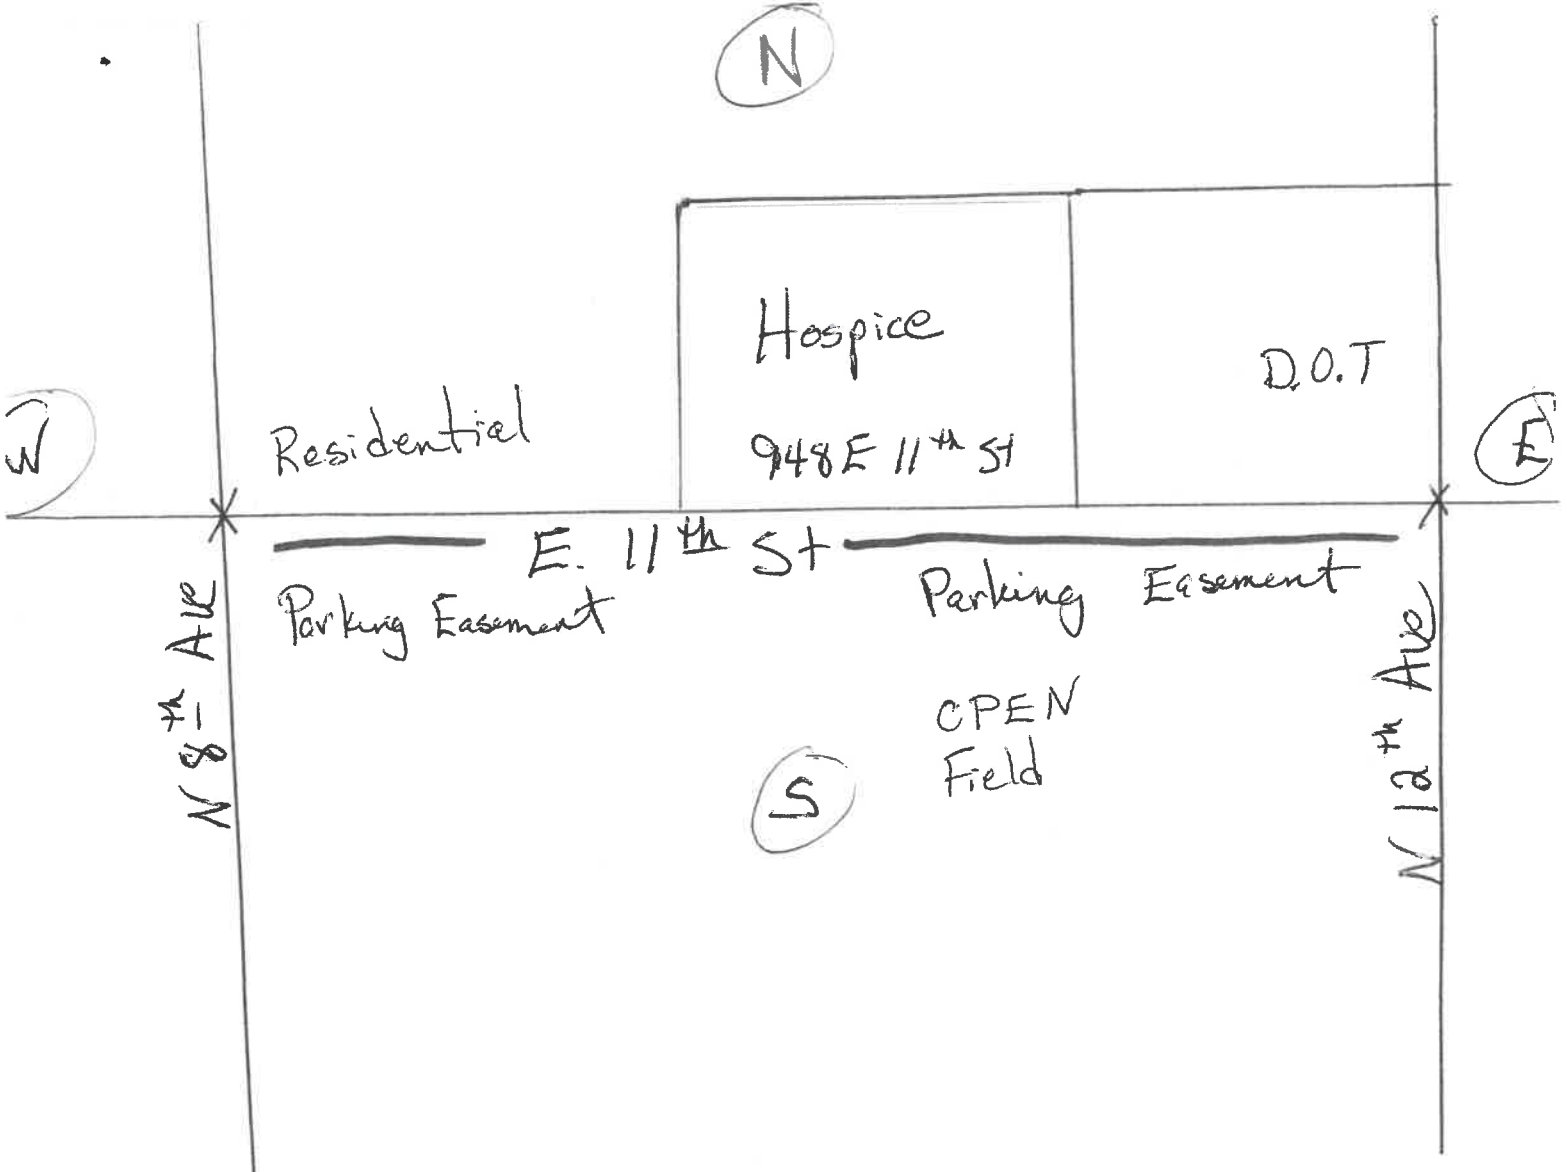 N
Hospice
D.O.T
W
Residential
948 E 11th St
E
E. 11th St
Parking Easement
Parking Easement
N 8th Ave
N 12th Ave
OPEN
Field
S